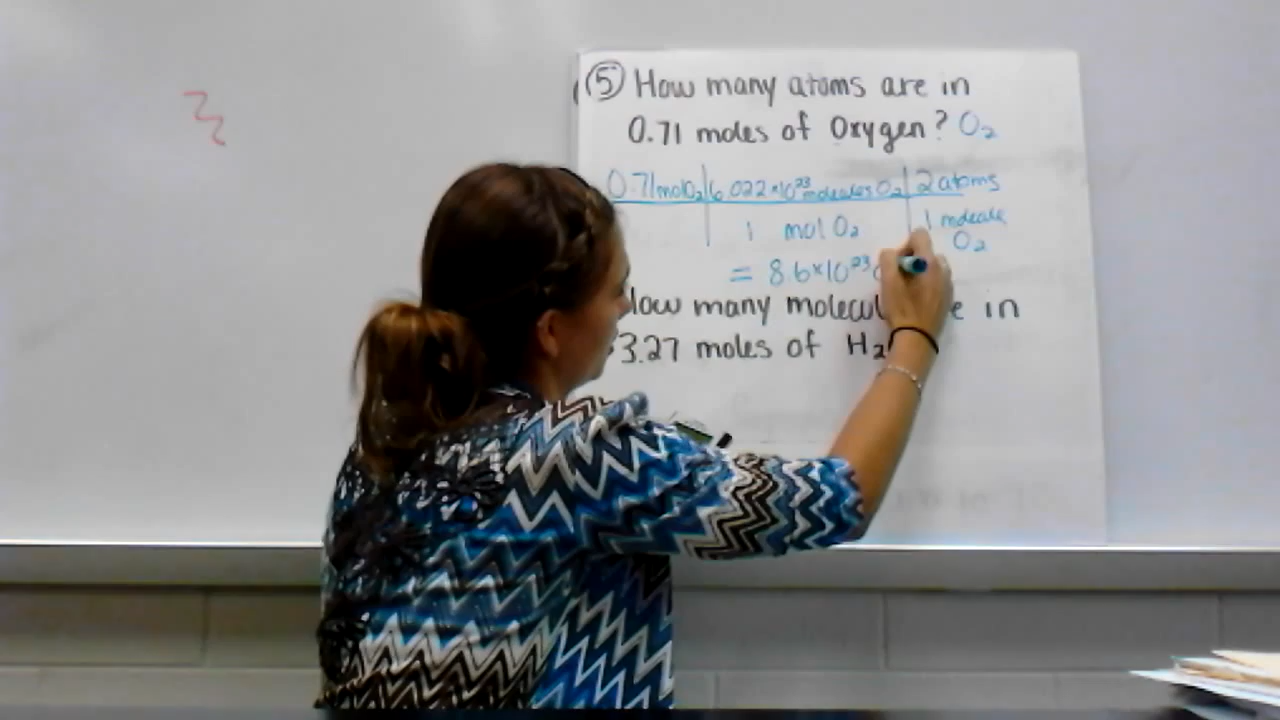 (5) How many atoms are in
0.71 moles of Oxygen? O₂
0.71 mol O₂ | 6.022×10²³ molecules O₂ | 2 atoms
1 mol O₂ | 1 molecule
O₂
= 8.6×10²³
How many in
3.27 moles of H₂